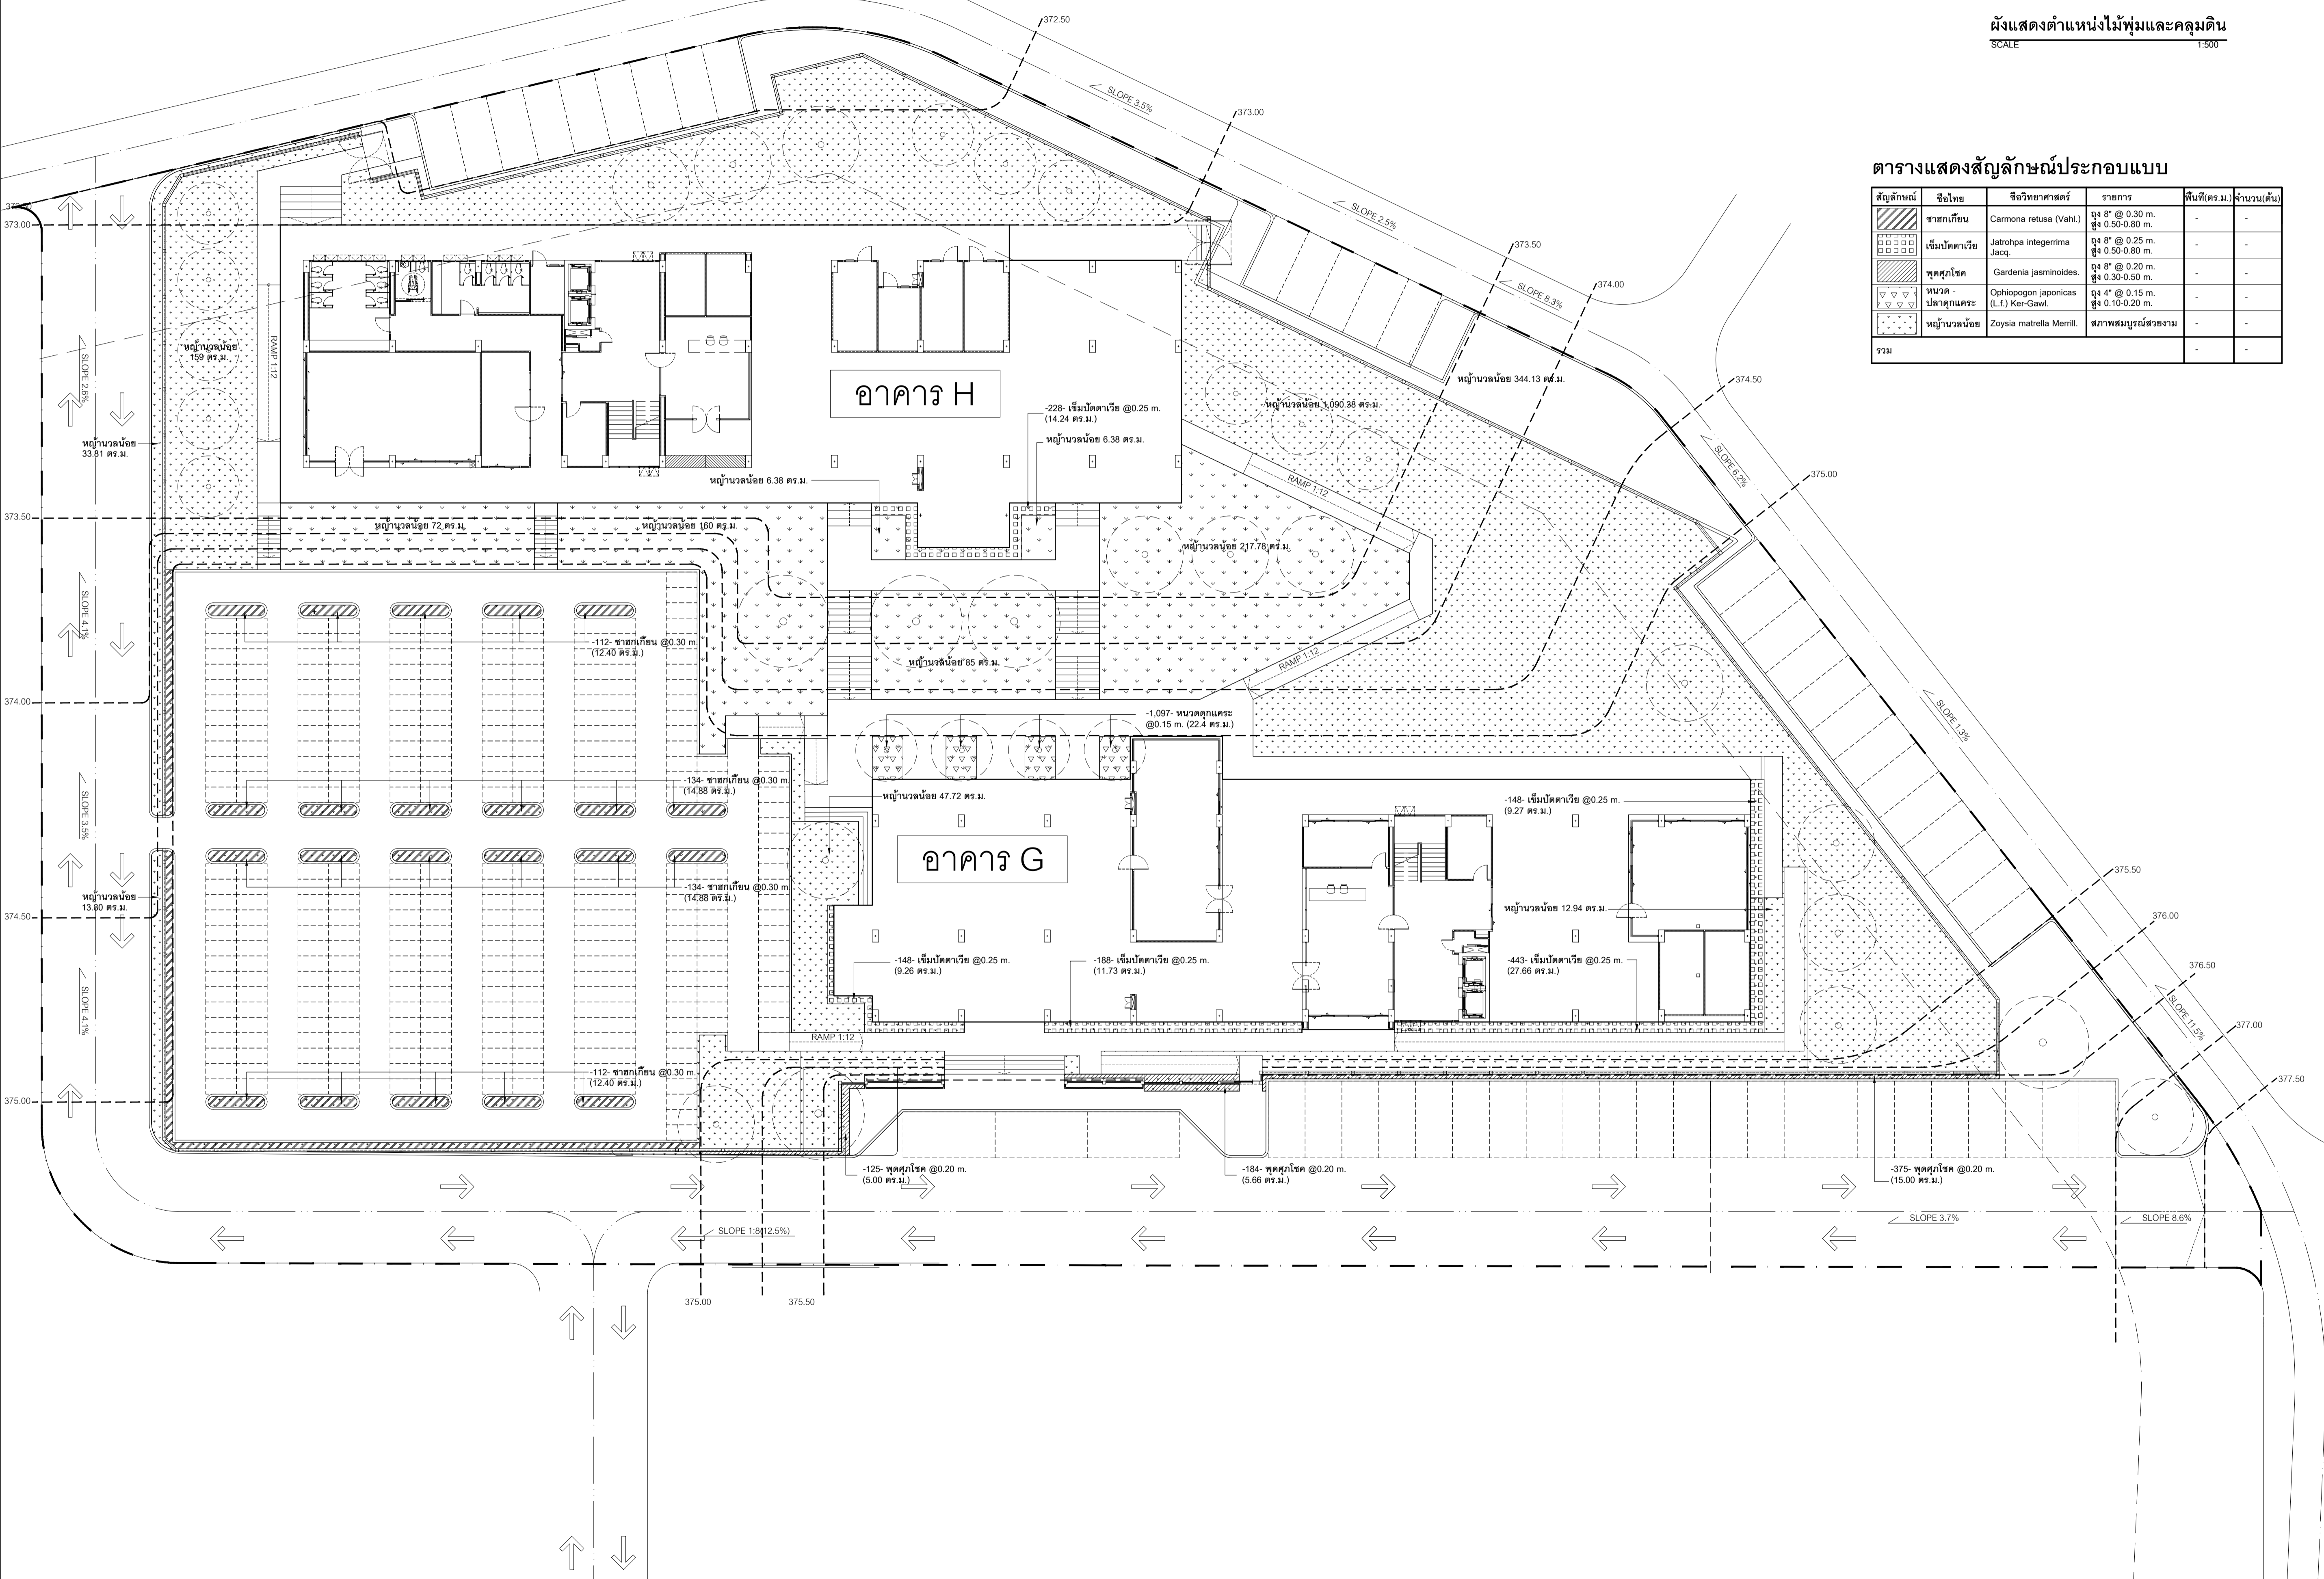 ผังแสดงตำแหน่งไม้พุ่มและคลุมดิน
SCALE 1:500
ตารางแสดงสัญลักษณ์ประกอบแบบ
สัญลักษณ์ ชื่อไทย ชื่อวิทยาศาสตร์ รายการ พื้นที่(ตร.ม.) จำนวน(ต้น)
ชาฮกเกี้ยน Carmona retusa (Vahl.) ถุง 8" @ 0.30 m. - -
สูง 0.50-0.80 m.
เข็มปัตตาเวีย Jatrohpa integerrima ถุง 8" @ 0.25 m. - -
Jacq. สูง 0.50-0.80 m.
พุดศุภโชค Gardenia jasminoides. ถุง 8" @ 0.20 m. - -
สูง 0.30-0.50 m.
หนวด - Ophiopogon japonicas ถุง 4" @ 0.15 m. - -
ปลาดุกแคระ (L.f.) Ker-Gawl. สูง 0.10-0.20 m.
หญ้านวลน้อย Zoysia matrella Merrill. สภาพสมบูรณ์สวยงาม - -
รวม - -
372.50
SLOPE 3.5%
373.00
SLOPE 2.5%
373.50
SLOPE 8.3%
374.00
374.50
SLOPE 6.2%
375.00
SLOPE 1.3%
375.50
376.00
376.50
SLOPE 11.5%
377.00
377.50
373.00
SLOPE 2.6%
หญ้านวลน้อย
159 ตร.ม.
RAMP 1:12
หญ้านวลน้อย
33.81 ตร.ม.
อาคาร H
-228- เข็มปัตตาเวีย @0.25 m.
(14.24 ตร.ม.)
หญ้านวลน้อย 6.38 ตร.ม.
หญ้านวลน้อย 6.38 ตร.ม.
หญ้านวลน้อย 344.13 ตร.ม.
หญ้านวลน้อย 1,090.38 ตร.ม.
RAMP 1:12
373.50
หญ้านวลน้อย 72 ตร.ม.
หญ้านวลน้อย 160 ตร.ม.
หญ้านวลน้อย 217.78 ตร.ม.
SLOPE 4.1%
-112- ชาฮกเกี้ยน @0.30 m.
(12.40 ตร.ม.)
หญ้านวลน้อย 85 ตร.ม.
RAMP 1:12
374.00
-1,097- หนวดดุกแคระ
@0.15 m. (22.4 ตร.ม.)
SLOPE 3.5%
-134- ชาฮกเกี้ยน @0.30 m.
(14.88 ตร.ม.)
หญ้านวลน้อย 47.72 ตร.ม.
-148- เข็มปัตตาเวีย @0.25 m.
(9.27 ตร.ม.)
อาคาร G
-134- ชาฮกเกี้ยน @0.30 m.
(14.88 ตร.ม.)
หญ้านวลน้อย
13.80 ตร.ม.
374.50
หญ้านวลน้อย 12.94 ตร.ม.
-148- เข็มปัตตาเวีย @0.25 m.
(9.26 ตร.ม.)
-188- เข็มปัตตาเวีย @0.25 m.
(11.73 ตร.ม.)
-443- เข็มปัตตาเวีย @0.25 m.
(27.66 ตร.ม.)
SLOPE 4.1%
RAMP 1:12
-112- ชาฮกเกี้ยน @0.30 m.
(12.40 ตร.ม.)
375.00
-125- พุดศุภโชค @0.20 m.
(5.00 ตร.ม.)
-184- พุดศุภโชค @0.20 m.
(5.66 ตร.ม.)
-375- พุดศุภโชค @0.20 m.
(15.00 ตร.ม.)
SLOPE 1:8(12.5%)
SLOPE 3.7%
SLOPE 8.6%
375.00
375.50